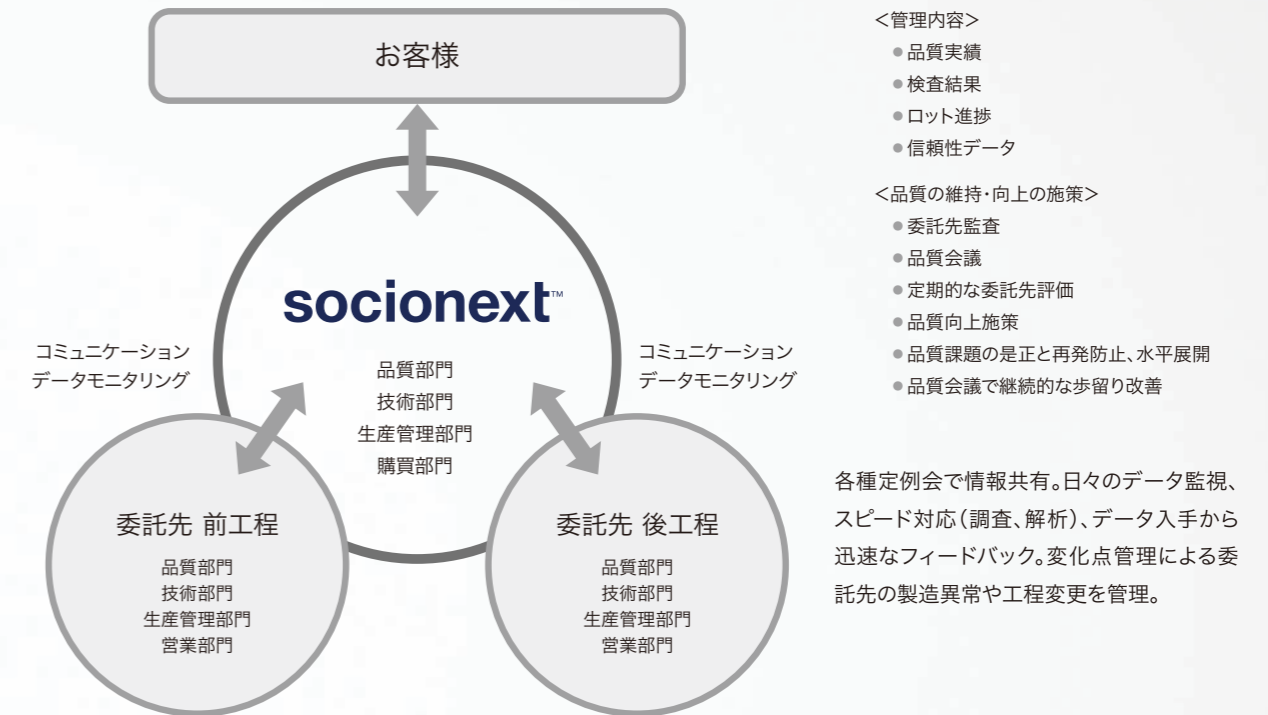 お客様
socionext™
品質部門
技術部門
生産管理部門
購買部門
コミュニケーション
データモニタリング
コミュニケーション
データモニタリング
委託先 前工程
品質部門
技術部門
生産管理部門
営業部門
委託先 後工程
品質部門
技術部門
生産管理部門
営業部門
＜管理内容＞
●品質実績
●検査結果
●ロット進捗
●信頼性データ
＜品質の維持・向上の施策＞
●委託先監査
●品質会議
●定期的な委託先評価
●品質向上施策
●品質課題の是正と再発防止、水平展開
●品質会議で継続的な歩留り改善
各種定例会で情報共有。日々のデータ監視、
スピード対応（調査、解析）、データ入手から
迅速なフィードバック。変化点管理による委
託先の製造異常や工程変更を管理。